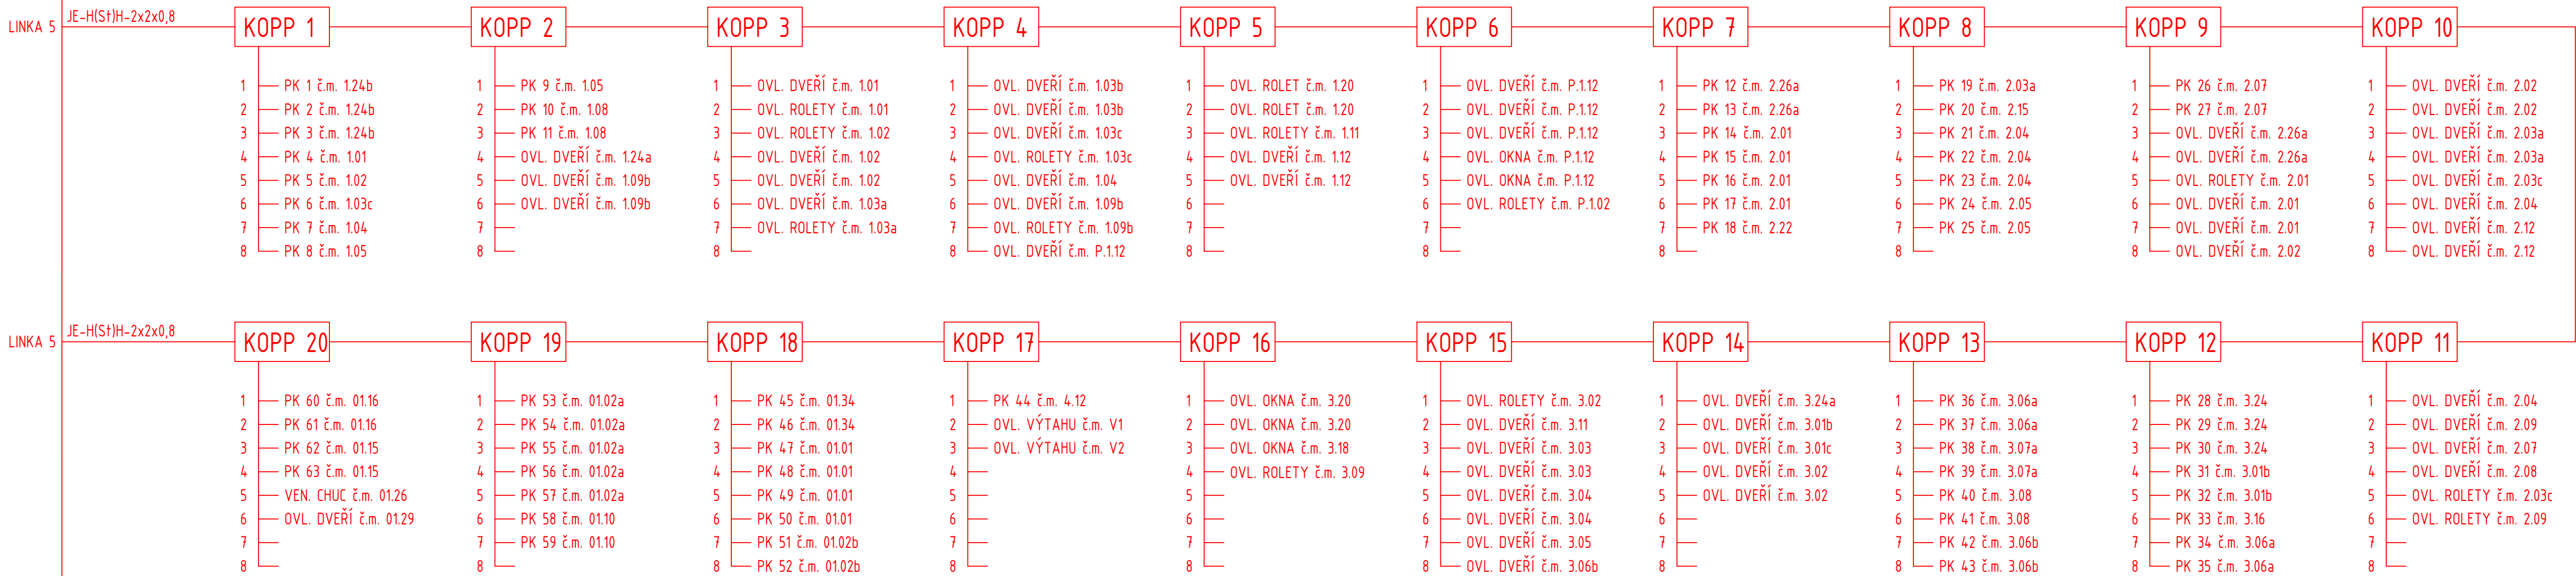 LINKA 5
JE-H(St)H-2x2x0,8
KOPP 1
1 PK 1 č.m. 1.24b
2 PK 2 č.m. 1.24b
3 PK 3 č.m. 1.24b
4 PK 4 č.m. 1.01
5 PK 5 č.m. 1.02
6 PK 6 č.m. 1.03c
7 PK 7 č.m. 1.04
8 PK 8 č.m. 1.05
KOPP 2
1 PK 9 č.m. 1.05
2 PK 10 č.m. 1.08
3 PK 11 č.m. 1.08
4 OVL. DVEŘÍ č.m. 1.24a
5 OVL. DVEŘÍ č.m. 1.09b
6 OVL. DVEŘÍ č.m. 1.09b
7
8
KOPP 3
1 OVL. DVEŘÍ č.m. 1.01
2 OVL. ROLETY č.m. 1.01
3 OVL. ROLETY č.m. 1.02
4 OVL. DVEŘÍ č.m. 1.02
5 OVL. DVEŘÍ č.m. 1.02
6 OVL. DVEŘÍ č.m. 1.03a
7 OVL. ROLETY č.m. 1.03a
8
KOPP 4
1 OVL. DVEŘÍ č.m. 1.03b
2 OVL. DVEŘÍ č.m. 1.03b
3 OVL. DVEŘÍ č.m. 1.03c
4 OVL. ROLETY č.m. 1.03c
5 OVL. DVEŘÍ č.m. 1.04
6 OVL. DVEŘÍ č.m. 1.09b
7 OVL. ROLETY č.m. 1.09b
8 OVL. DVEŘÍ č.m. P.1.12
KOPP 5
1 OVL. ROLET č.m. 1.20
2 OVL. ROLET č.m. 1.20
3 OVL. ROLETY č.m. 1.11
4 OVL. DVEŘÍ č.m. 1.12
5 OVL. DVEŘÍ č.m. 1.12
6
7
8
KOPP 6
1 OVL. DVEŘÍ č.m. P.1.12
2 OVL. DVEŘÍ č.m. P.1.12
3 OVL. DVEŘÍ č.m. P.1.12
4 OVL. OKNA č.m. P.1.12
5 OVL. OKNA č.m. P.1.12
6 OVL. ROLETY č.m. P.1.02
7
8
KOPP 7
1 PK 12 č.m. 2.26a
2 PK 13 č.m. 2.26a
3 PK 14 č.m. 2.01
4 PK 15 č.m. 2.01
5 PK 16 č.m. 2.01
6 PK 17 č.m. 2.01
7 PK 18 č.m. 2.22
8
KOPP 8
1 PK 19 č.m. 2.03a
2 PK 20 č.m. 2.15
3 PK 21 č.m. 2.04
4 PK 22 č.m. 2.04
5 PK 23 č.m. 2.04
6 PK 24 č.m. 2.05
7 PK 25 č.m. 2.05
8
KOPP 9
1 PK 26 č.m. 2.07
2 PK 27 č.m. 2.07
3 OVL. DVEŘÍ č.m. 2.26a
4 OVL. DVEŘÍ č.m. 2.26a
5 OVL. ROLETY č.m. 2.01
6 OVL. DVEŘÍ č.m. 2.01
7 OVL. DVEŘÍ č.m. 2.01
8 OVL. DVEŘÍ č.m. 2.02
KOPP 10
1 OVL. DVEŘÍ č.m. 2.02
2 OVL. DVEŘÍ č.m. 2.02
3 OVL. DVEŘÍ č.m. 2.03a
4 OVL. DVEŘÍ č.m. 2.03a
5 OVL. DVEŘÍ č.m. 2.03c
6 OVL. DVEŘÍ č.m. 2.04
7 OVL. DVEŘÍ č.m. 2.12
8 OVL. DVEŘÍ č.m. 2.12
LINKA 5
JE-H(St)H-2x2x0,8
KOPP 20
1 PK 60 č.m. 01.16
2 PK 61 č.m. 01.16
3 PK 62 č.m. 01.15
4 PK 63 č.m. 01.15
5 VEN. CHUC č.m. 01.26
6 OVL. DVEŘÍ č.m. 01.29
7
8
KOPP 19
1 PK 53 č.m. 01.02a
2 PK 54 č.m. 01.02a
3 PK 55 č.m. 01.02a
4 PK 56 č.m. 01.02a
5 PK 57 č.m. 01.02a
6 PK 58 č.m. 01.10
7 PK 59 č.m. 01.10
8
KOPP 18
1 PK 45 č.m. 01.34
2 PK 46 č.m. 01.34
3 PK 47 č.m. 01.01
4 PK 48 č.m. 01.01
5 PK 49 č.m. 01.01
6 PK 50 č.m. 01.01
7 PK 51 č.m. 01.02b
8 PK 52 č.m. 01.02b
KOPP 17
1 PK 44 č.m. 4.12
2 OVL. VÝTAHU č.m. V1
3 OVL. VÝTAHU č.m. V2
4
5
6
7
8
KOPP 16
1 OVL. OKNA č.m. 3.20
2 OVL. OKNA č.m. 3.20
3 OVL. OKNA č.m. 3.18
4 OVL. ROLETY č.m. 3.09
5
6
7
8
KOPP 15
1 OVL. ROLETY č.m. 3.02
2 OVL. DVEŘÍ č.m. 3.11
3 OVL. DVEŘÍ č.m. 3.03
4 OVL. DVEŘÍ č.m. 3.03
5 OVL. DVEŘÍ č.m. 3.04
6 OVL. DVEŘÍ č.m. 3.04
7 OVL. DVEŘÍ č.m. 3.05
8 OVL. DVEŘÍ č.m. 3.06b
KOPP 14
1 OVL. DVEŘÍ č.m. 3.24a
2 OVL. DVEŘÍ č.m. 3.01b
3 OVL. DVEŘÍ č.m. 3.01c
4 OVL. DVEŘÍ č.m. 3.02
5 OVL. DVEŘÍ č.m. 3.02
6
7
8
KOPP 13
1 PK 36 č.m. 3.06a
2 PK 37 č.m. 3.06a
3 PK 38 č.m. 3.07a
4 PK 39 č.m. 3.07a
5 PK 40 č.m. 3.08
6 PK 41 č.m. 3.08
7 PK 42 č.m. 3.06b
8 PK 43 č.m. 3.06b
KOPP 12
1 PK 28 č.m. 3.24
2 PK 29 č.m. 3.24
3 PK 30 č.m. 3.24
4 PK 31 č.m. 3.01b
5 PK 32 č.m. 3.01b
6 PK 33 č.m. 3.16
7 PK 34 č.m. 3.06a
8 PK 35 č.m. 3.06a
KOPP 11
1 OVL. DVEŘÍ č.m. 2.04
2 OVL. DVEŘÍ č.m. 2.09
3 OVL. DVEŘÍ č.m. 2.07
4 OVL. DVEŘÍ č.m. 2.08
5 OVL. ROLETY č.m. 2.03c
6 OVL. ROLETY č.m. 2.09
7
8